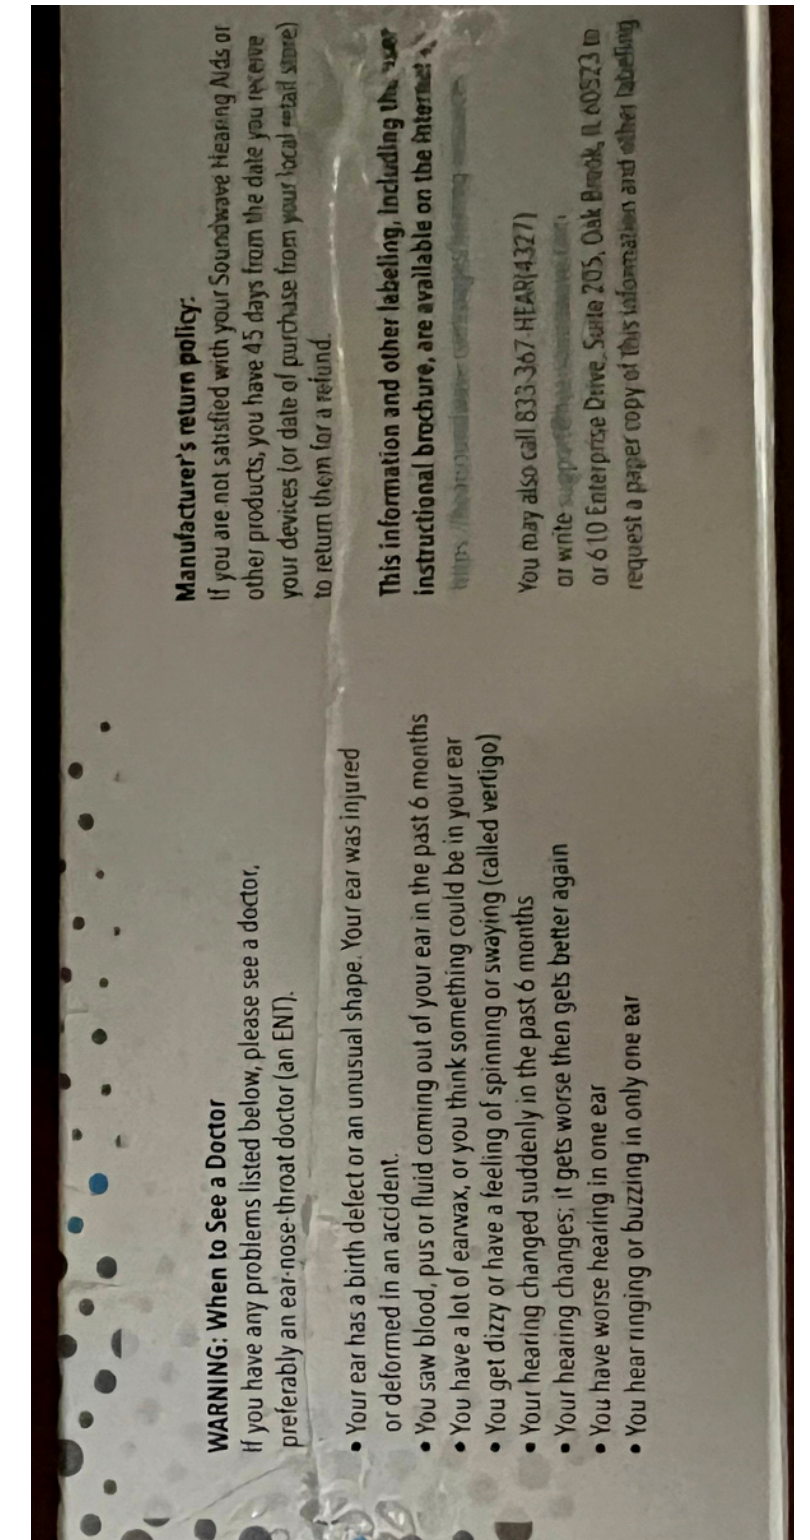 WARNING: When to See a Doctor
If you have any problems listed below, please see a doctor,
preferably an ear-nose-throat doctor (an ENT).
• Your ear has a birth defect or an unusual shape. Your ear was injured
or deformed in an accident.
• You saw blood, pus or fluid coming out of your ear in the past 6 months
• You have a lot of earwax, or you think something could be in your ear
• You get dizzy or have a feeling of spinning or swaying (called vertigo)
• Your hearing changed suddenly in the past 6 months
• Your hearing changes; it gets worse then gets better again
• You have worse hearing in one ear
• You hear ringing or buzzing in only one ear
Manufacturer's return policy:
If you are not satisfied with your Soundwave Hearing Aids or
other products, you have 45 days from the date you receive
your devices (or date of purchase from your local retail store)
to return them for a refund.
This information and other labeling, including the user
instructional brochure, are available on the Internet
You may also call 833-367-HEAR(4327)
or write
or 610 Enterprise Drive, Suite 205, Oak Brook, IL 60523 to
request a paper copy of this information and other labeling